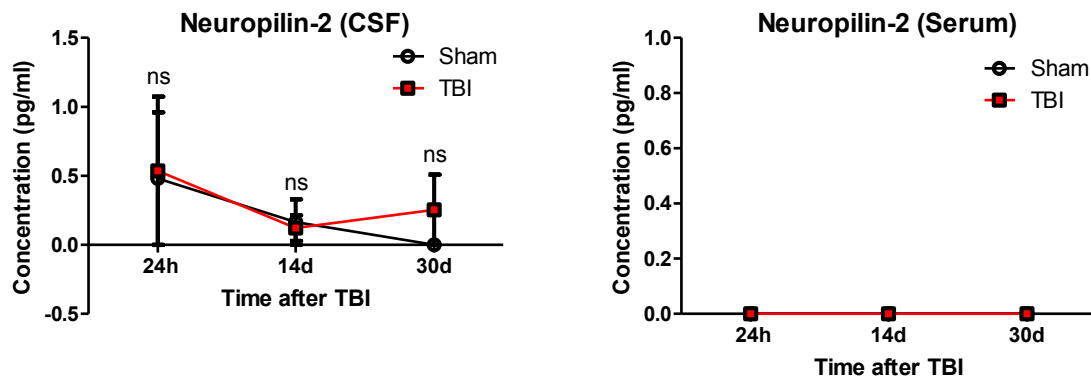 Neuropilin-2 (CSF)
Concentration (pg/ml)
1.5
1.0
0.5
0.0
-0.5
Sham
TBI
ns
ns
ns
24h
14d
30d
Time after TBI
Neuropilin-2 (Serum)
Concentration (pg/ml)
1.0
0.8
0.6
0.4
0.2
0.0
Sham
TBI
24h
14d
30d
Time after TBI